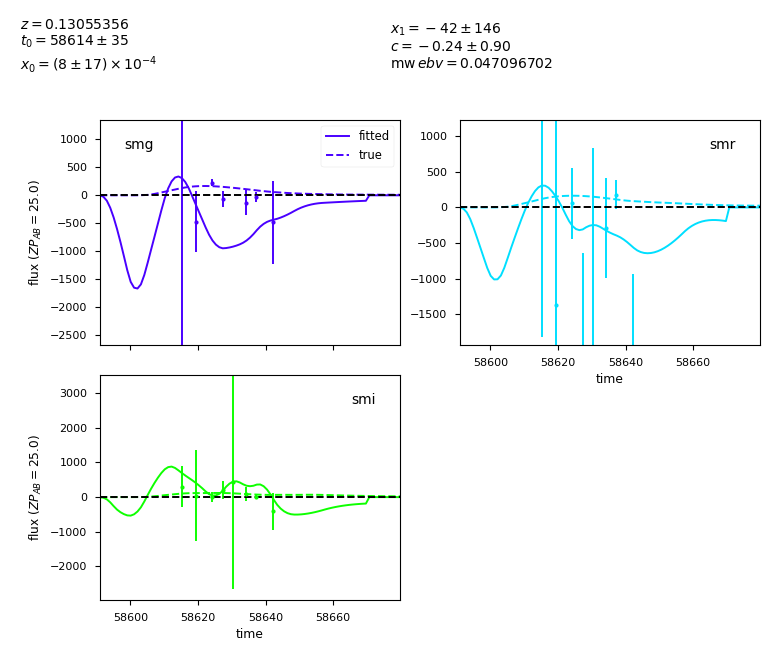 z = 0.13055356
t₀ = 58614 ± 35
x₀ = (8 ± 17) × 10⁻⁴
x₁ = −42 ± 146
c = −0.24 ± 0.90
mw ebv = 0.047096702
smg
fitted
true
1000
500
0
−500
−1000
−1500
−2000
−2500
flux (ZP_AB = 25.0)
smr
1000
500
0
−500
−1000
−1500
58600 58620 58640 58660
time
smi
3000
2000
1000
0
−1000
−2000
flux (ZP_AB = 25.0)
58600 58620 58640 58660
time